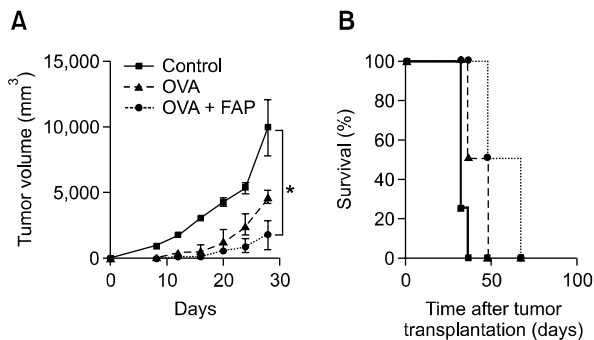 A
Tumor volume (mm³)
15,000
10,000
5,000
0
Control
OVA
OVA + FAP
*
0
10
20
30
Days
B
Survival (%)
100
80
60
40
20
0
0
50
100
Time after tumor
transplantation (days)